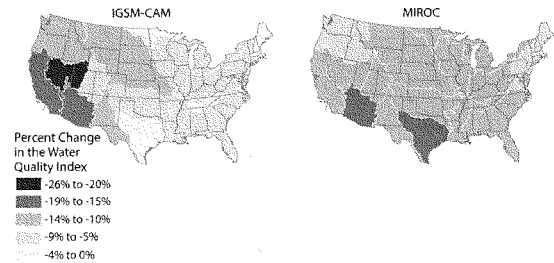 IGSM-CAM
MIROC
Percent Change
in the Water
Quality Index
-26% to -20%
-19% to -15%
-14% to -10%
-9% to -5%
-4% to 0%